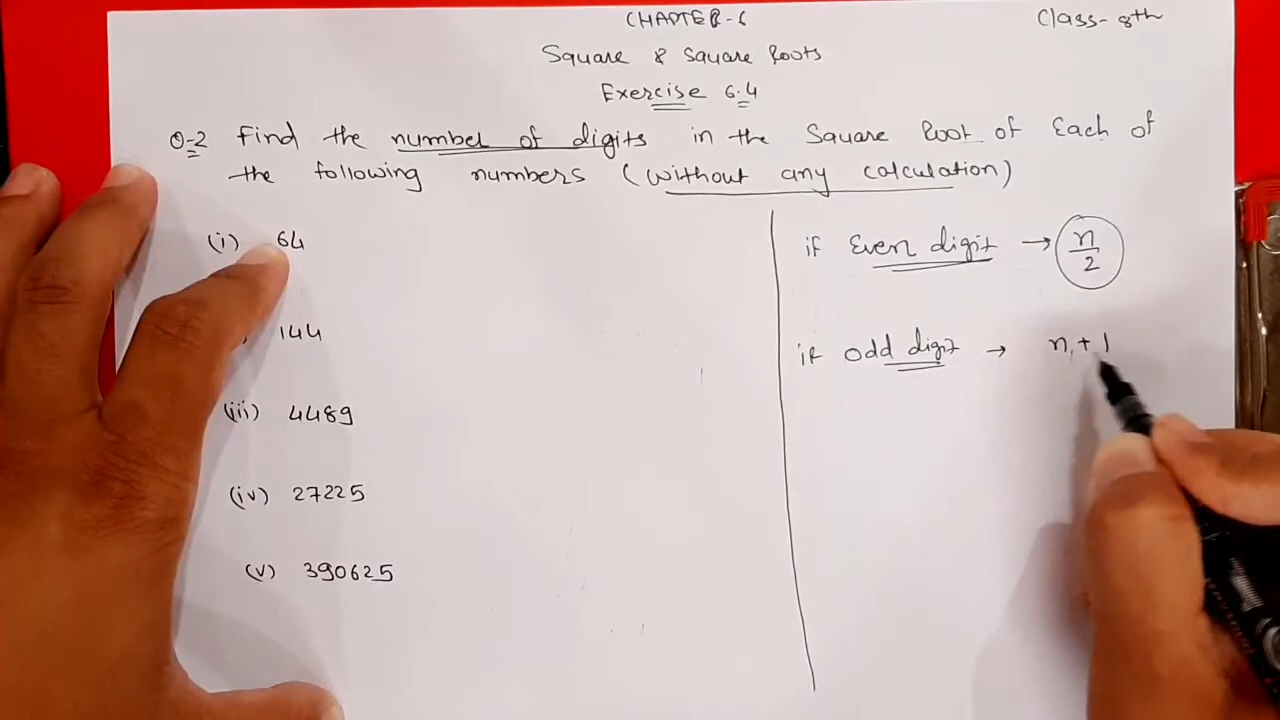 CHAPTER-6
Class-8th
Square & Square Roots
Exercise 6.4
Q-2 Find the number of digits in the Square Root of Each of
the following numbers (without any calculation)
(i) 64
144
(iii) 4489
(iv) 27225
(v) 390625
if Even digit → n/2
if odd digit → n+1